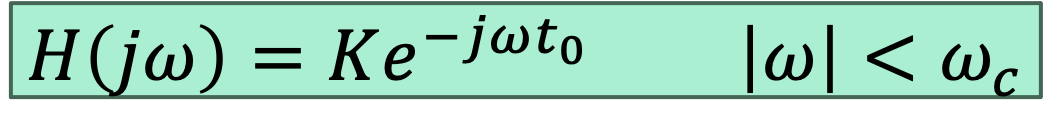 H(jω) = Ke^{-jωt_0} |ω| < ω_c